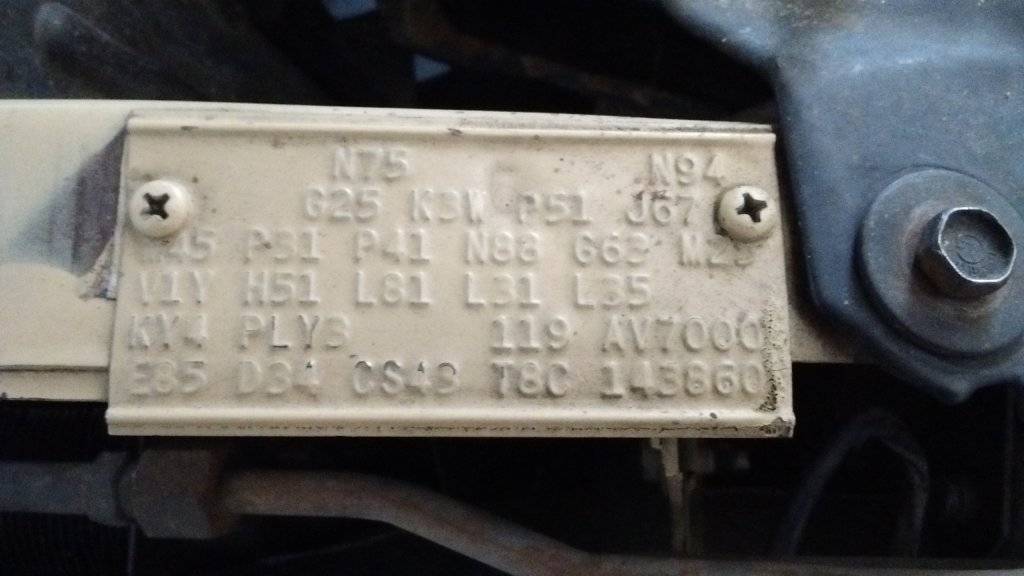 N75 N94
G25 K3W P51 J67
P31 P41 N88 G63
V1Y H51 L81 L31 L35
KY4 PLY3 119 AV7000
E85 D34 CS43 T8C 143860